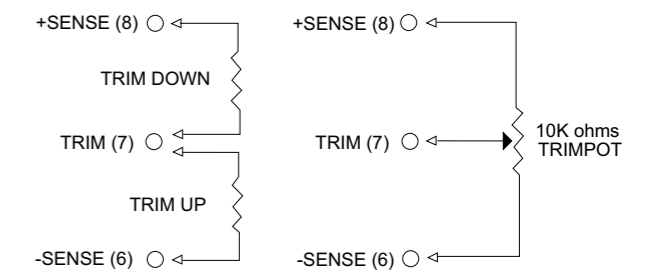 +SENSE (8)
TRIM DOWN
TRIM (7)
TRIM UP
-SENSE (6)
+SENSE (8)
TRIM (7)
10K ohms
TRIMPOT
-SENSE (6)